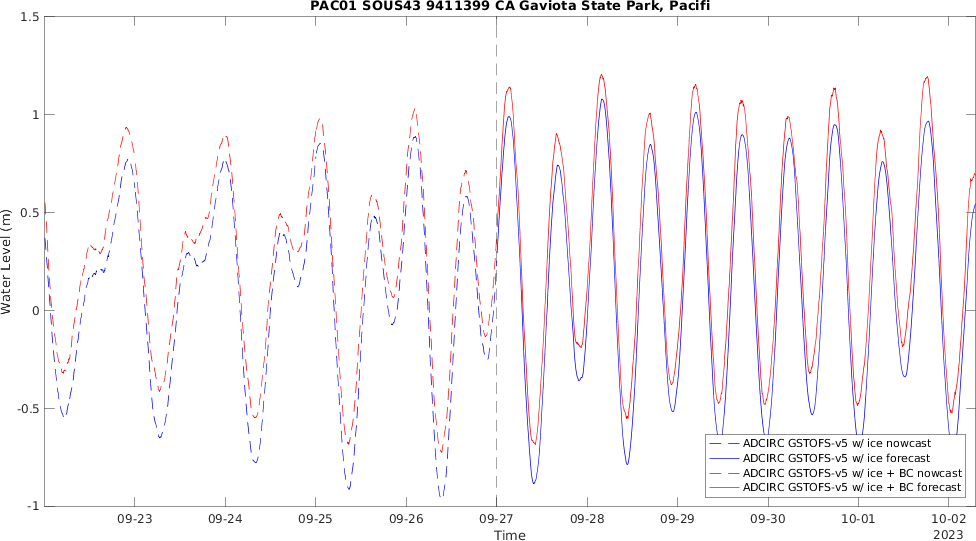 PAC01 SOUS43 9411399 CA Gaviota State Park, Pacifi
1.5
1
0.5
0
-0.5
-1
Water Level (m)
ADCIRC GSTOFS-v5 w/ ice nowcast
ADCIRC GSTOFS-v5 w/ ice forecast
ADCIRC GSTOFS-v5 w/ ice + BC nowcast
ADCIRC GSTOFS-v5 w/ ice + BC forecast
09-23 09-24 09-25 09-26 09-27 09-28 09-29 09-30 10-01 10-02
Time 2023